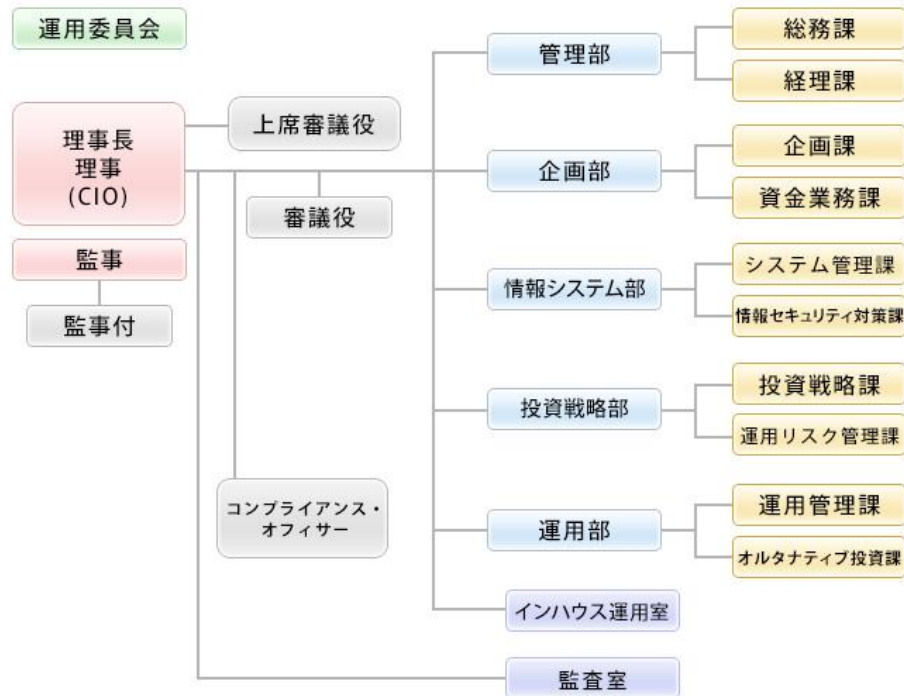 運用委員会
理事長
理事
(CIO)
監事
監事付
上席審議役
審議役
コンプライアンス・
オフィサー
管理部
総務課
経理課
企画部
企画課
資金業務課
情報システム部
システム管理課
情報セキュリティ対策課
投資戦略部
投資戦略課
運用リスク管理課
運用部
運用管理課
オルタナティブ投資課
インハウス運用室
監査室